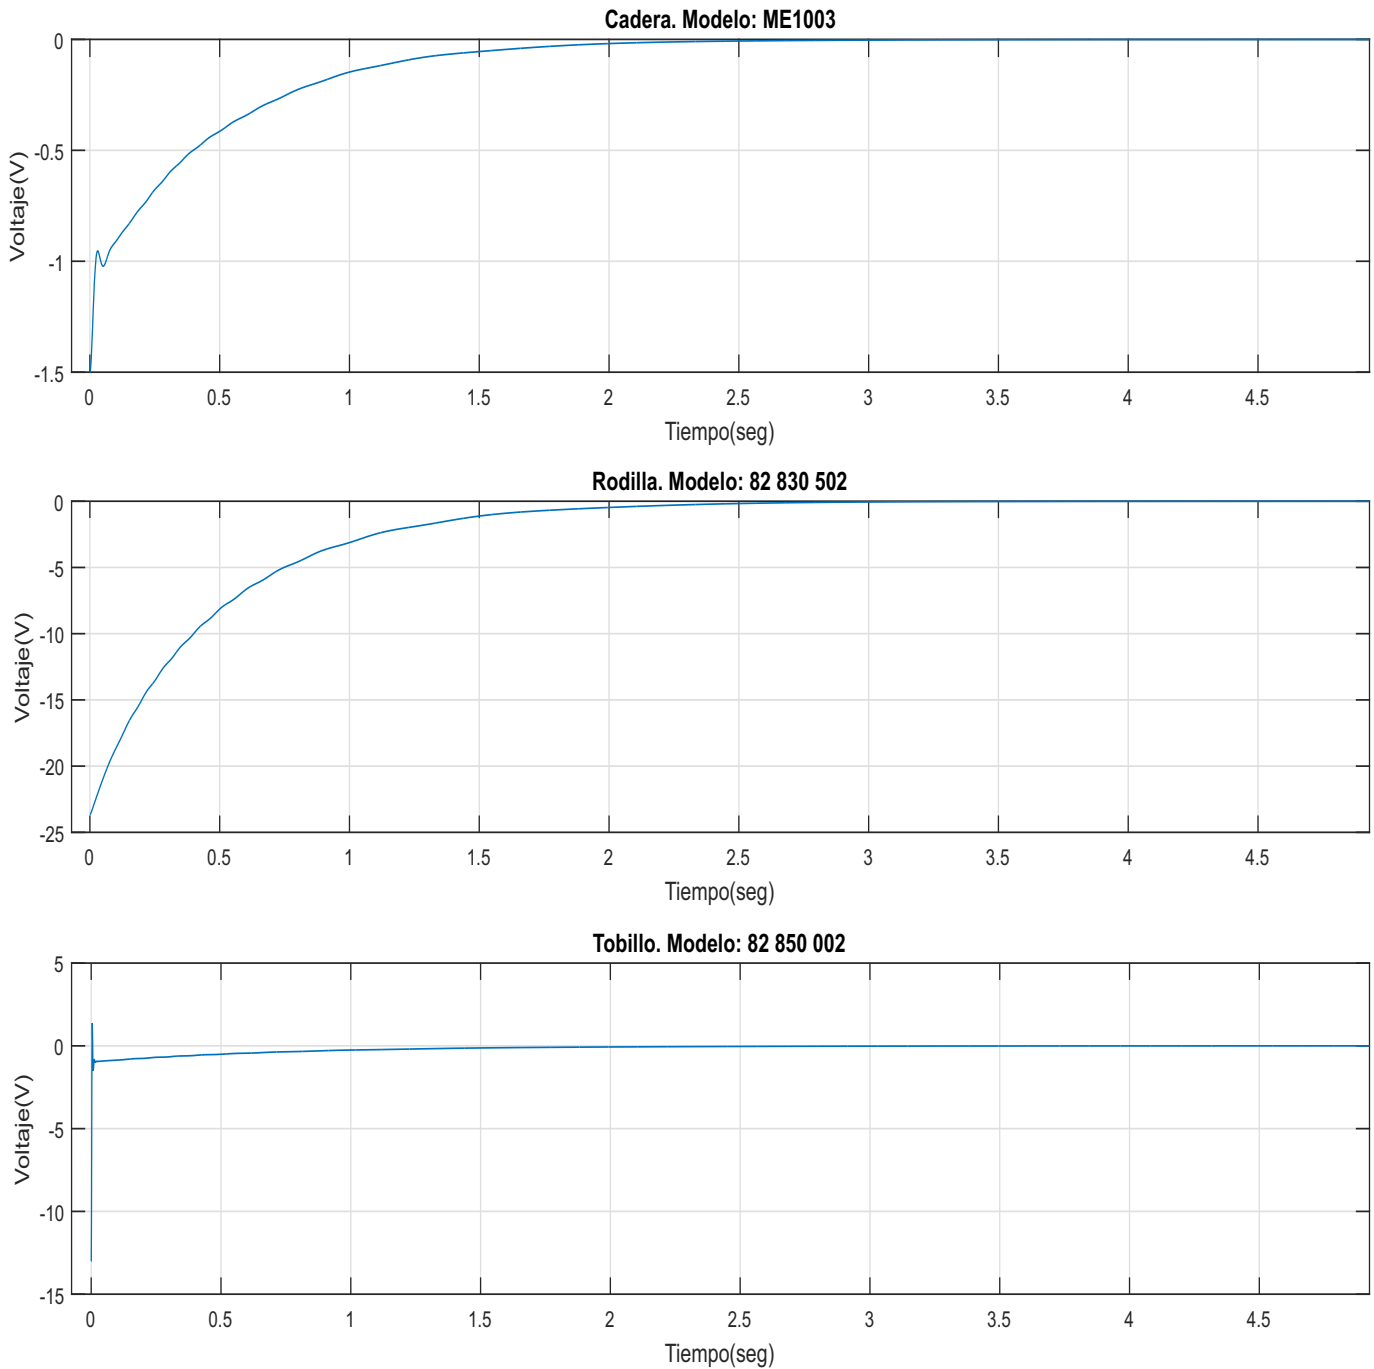 Cadera. Modelo: ME1003
0
-0.5
-1
-1.5
Voltaje(V)
0 0.5 1 1.5 2 2.5 3 3.5 4 4.5
Tiempo(seg)
Rodilla. Modelo: 82 830 502
0
-5
-10
-15
-20
-25
Voltaje(V)
0 0.5 1 1.5 2 2.5 3 3.5 4 4.5
Tiempo(seg)
Tobillo. Modelo: 82 850 002
5
0
-5
-10
-15
Voltaje(V)
0 0.5 1 1.5 2 2.5 3 3.5 4 4.5
Tiempo(seg)